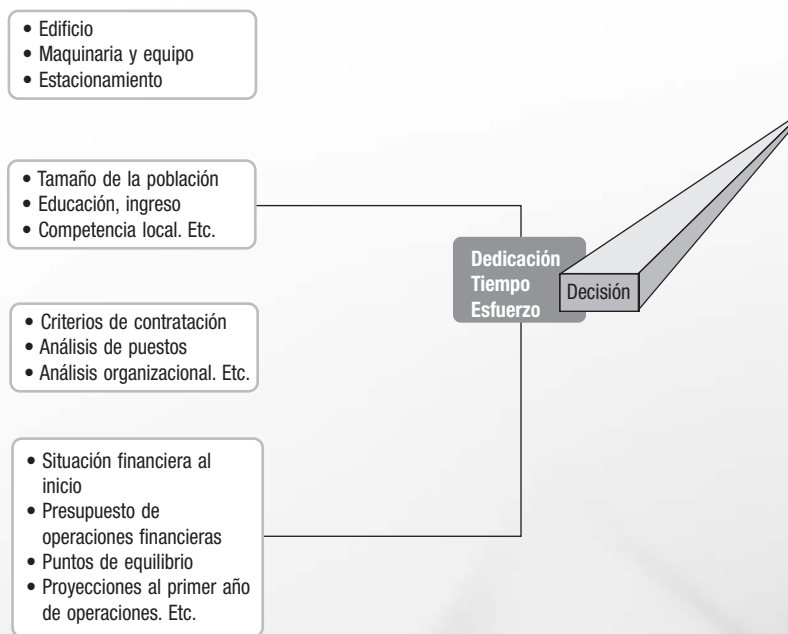 • Edificio
• Maquinaria y equipo
• Estacionamiento
• Tamaño de la población
• Educación, ingreso
• Competencia local. Etc.
• Criterios de contratación
• Análisis de puestos
• Análisis organizacional. Etc.
• Situación financiera al
inicio
• Presupuesto de
operaciones financieras
• Puntos de equilibrio
• Proyecciones al primer año
de operaciones. Etc.
Dedicación
Tiempo
Esfuerzo
Decisión